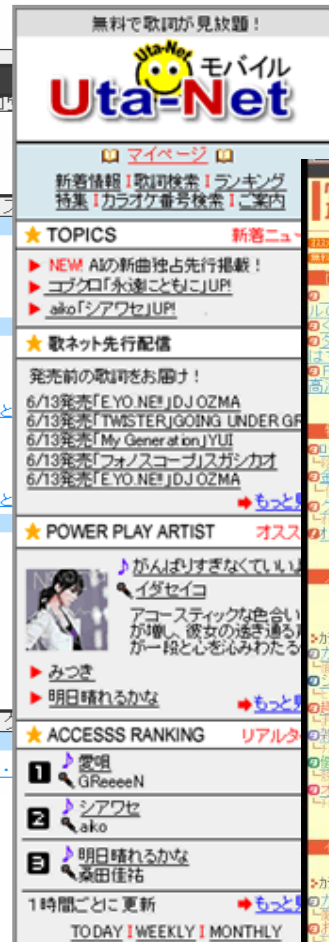 無料で歌詞が見放題！
Uta-Net モバイル
マイページ
新着情報 I 歌詞検索 I ランキング
特集 I カラオケ番号検索 I ご案内
TOPICS 新着ニュー
NEW! AIの新曲独占先行掲載！
コブクロ「永遠にともに」UP!
aiko「シアワセ」UP!
歌ネット先行配信
発売前の歌詞をお届け！
6/13発売「E.YO.NE!!」DJ OZMA
6/13発売「TWISTER」GOING UNDER GR
6/13発売「My Generation」YUI
6/13発売「フォノスコープ」スガシカオ
6/13発売「E.YO.NE!!」DJ OZMA
もっと見
POWER PLAY ARTIST オスス
がんばりすぎなくていい
イダセイコ
アコースティックな色合い
が増し、彼女の透き通る
が一段と心を沁みわたる
みつき
明日晴れるかな もっと見
ACCESSS RANKING リアルタ
1 愛唄
GReeeeN
2 シアワセ
aiko
3 明日晴れるかな
桑田佳祐
1時間ごとに更新 もっと見
TODAY I WEEKLY I MONTHLY